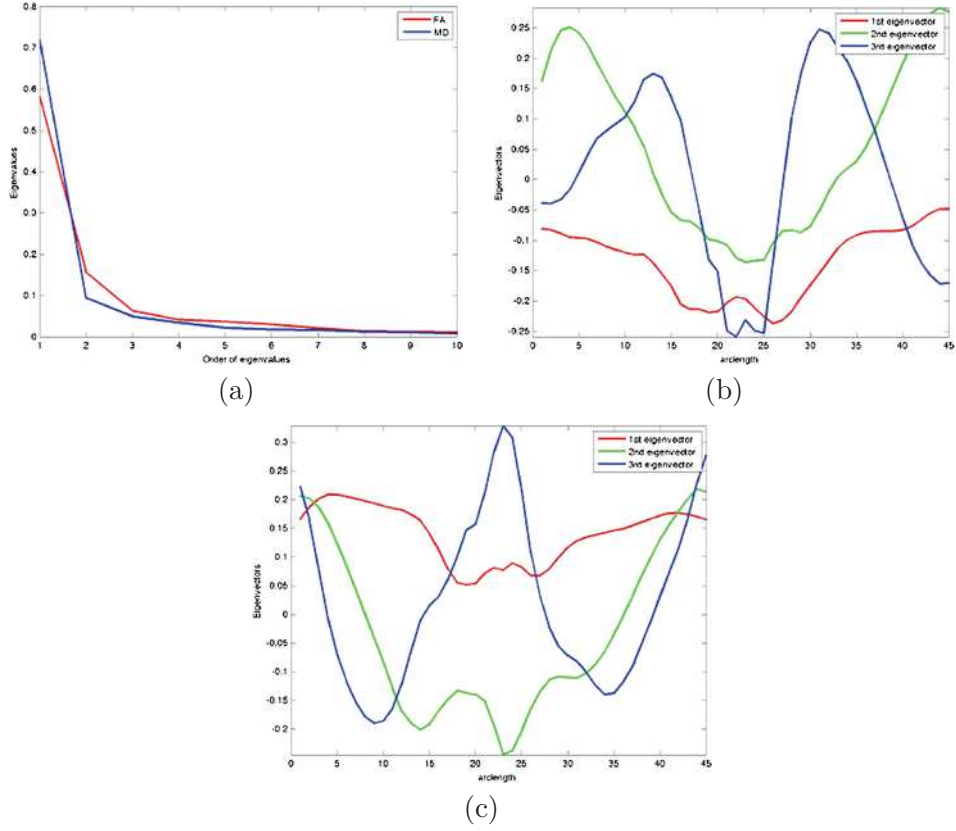 0.8
0.7
0.6
0.5
0.4
0.3
0.2
0.1
0
Eigenvalues
1 2 3 4 5 6 7 8 9 10
Order of eigenvalues
FA
MD
(a)
0.25
0.2
0.15
0.1
0.05
0
-0.05
-0.1
-0.15
-0.2
-0.25
Eigenvectors
0 5 10 15 20 25 30 35 40 45
arclength
1st eigenvector
2nd eigenvector
3rd eigenvector
(b)
0.3
0.25
0.2
0.15
0.1
0.05
0
-0.05
-0.1
-0.15
-0.2
Eigenvectors
0 5 10 15 20 25 30 35 40 45
arclength
1st eigenvector
2nd eigenvector
3rd eigenvector
(c)